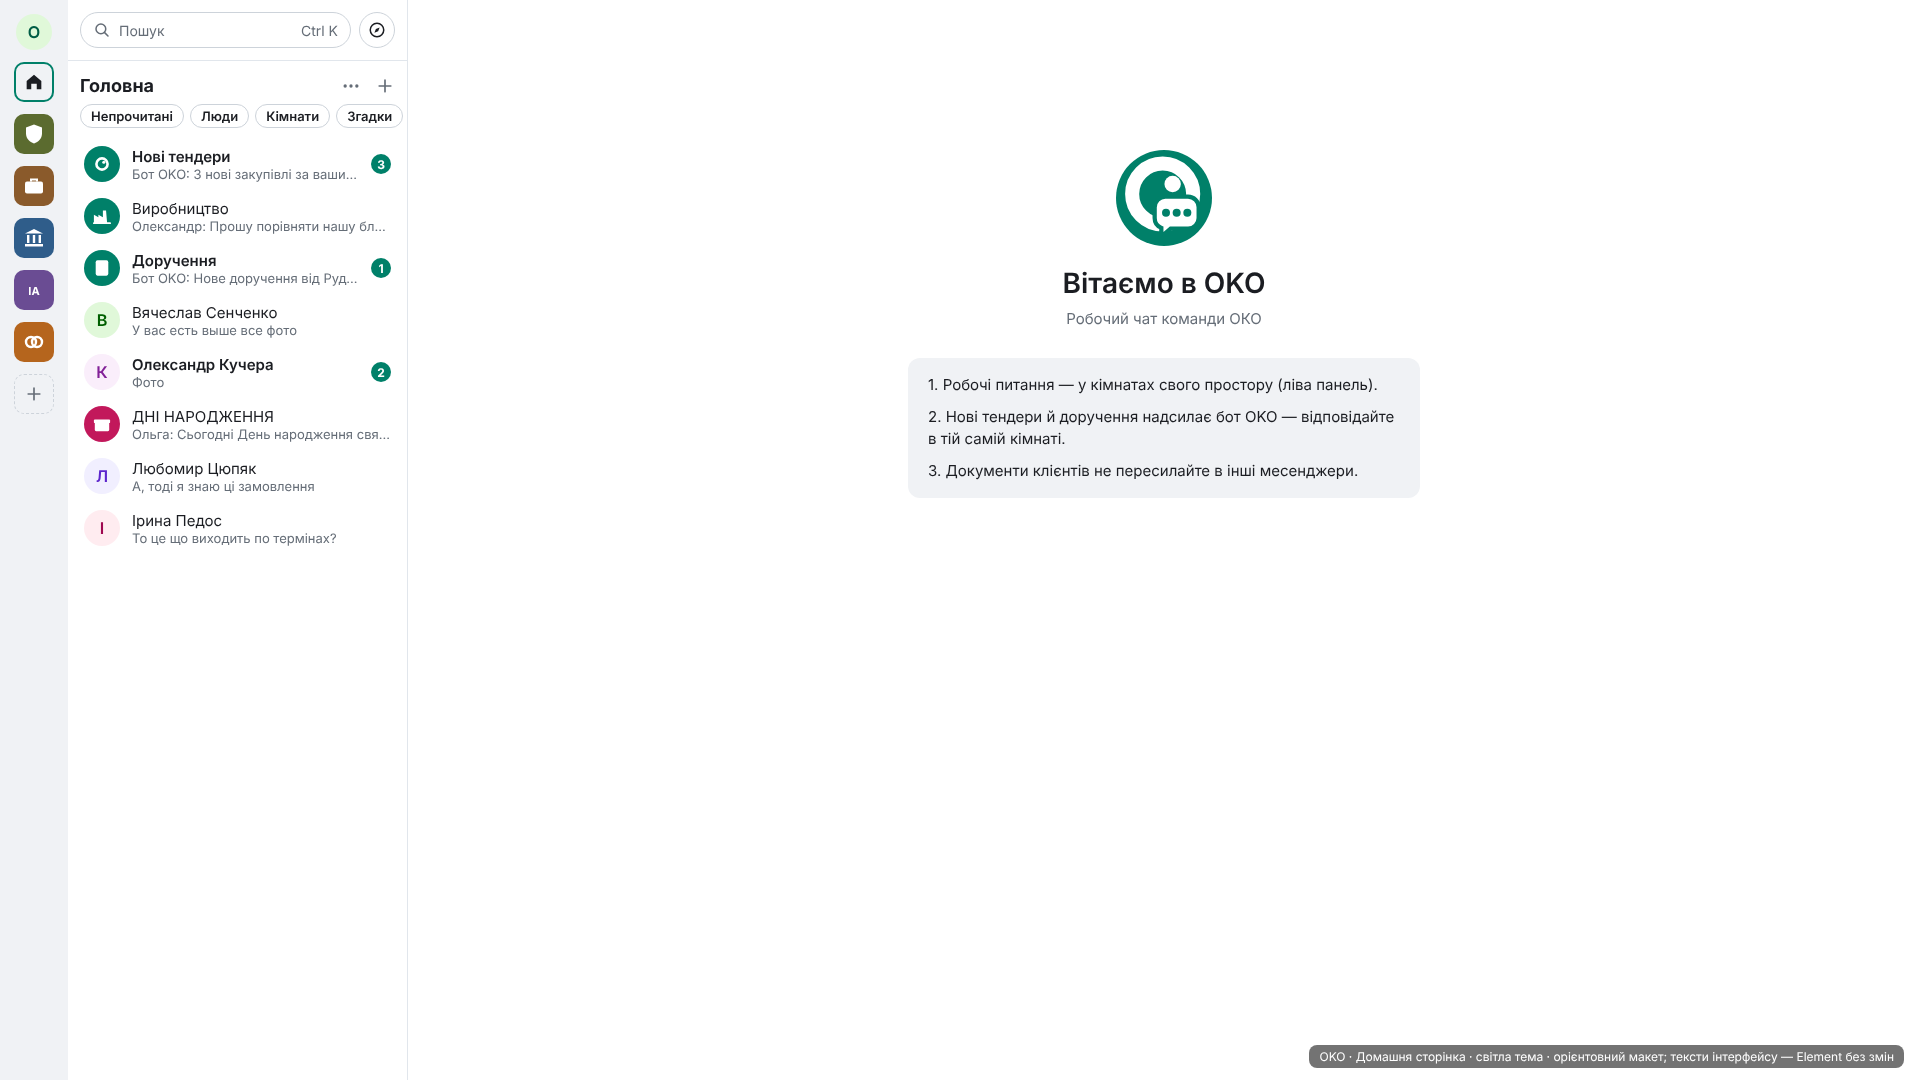 О
Пошук
Ctrl K
Головна
Непрочитані
Люди
Кімнати
Згадки
Нові тендери
Бот ОКО: 3 нові закупівлі за ваши…
3
Виробництво
Олександр: Прошу порівняти нашу бл…
Доручення
Бот ОКО: Нове доручення від Руд…
1
В
Вячеслав Сенченко
У вас есть выше все фото
К
Олександр Кучера
Фото
2
ДНІ НАРОДЖЕННЯ
Ольга: Сьогодні День народження свя…
ІА
Л
Любомир Цюпяк
А, тоді я знаю ці замовлення
І
Ірина Педос
То це що виходить по термінах?
Вітаємо в ОКО
Робочий чат команди ОКО
1. Робочі питання — у кімнатах свого простору (ліва панель).
2. Нові тендери й доручення надсилає бот ОКО — відповідайте
в тій самій кімнаті.
3. Документи клієнтів не пересилайте в інші месенджери.
ОКО · Домашня сторінка · світла тема · орієнтовний макет; тексти інтерфейсу — Element без змін